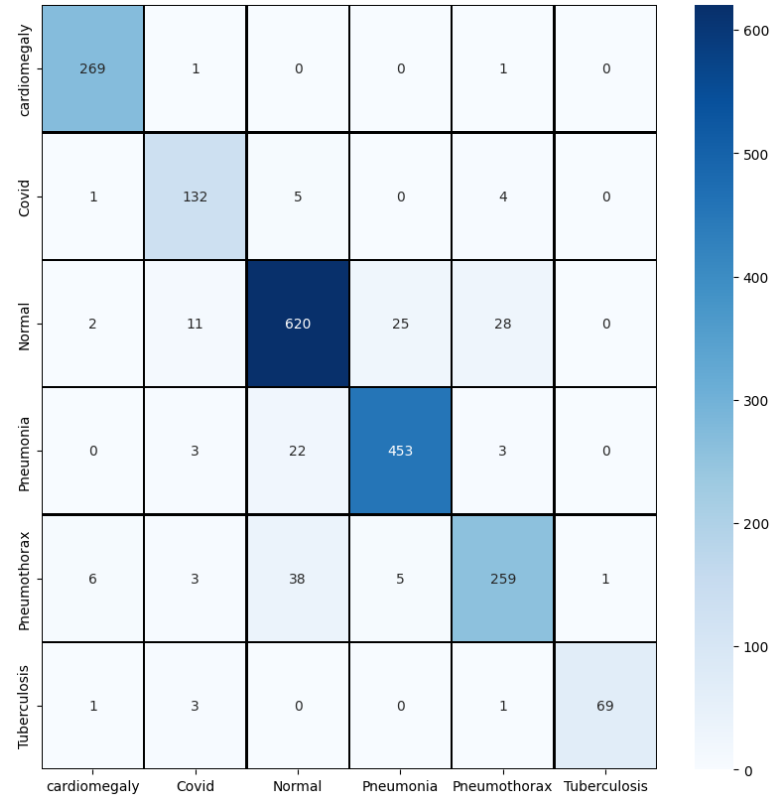 cardiomegaly 269 1 0 0 1 0
Covid 1 132 5 0 4 0
Normal 2 11 620 25 28 0
Pneumonia 0 3 22 453 3 0
Pneumothorax 6 3 38 5 259 1
Tuberculosis 1 3 0 0 1 69
cardiomegaly Covid Normal Pneumonia Pneumothorax Tuberculosis
600
500
400
300
200
100
0